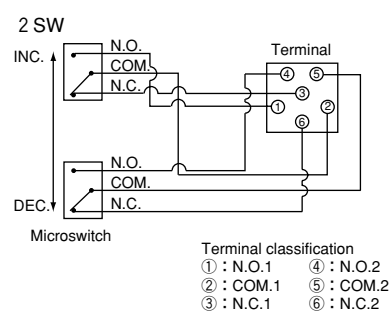 2 SW
INC.
N.O.
COM.
N.C.
Terminal
④ ⑤
③
① ②
⑥
N.O.
COM.
N.C.
DEC.
Microswitch
Terminal classification
①：N.O.1 ④：N.O.2
②：COM.1 ⑤：COM.2
③：N.C.1 ⑥：N.C.2